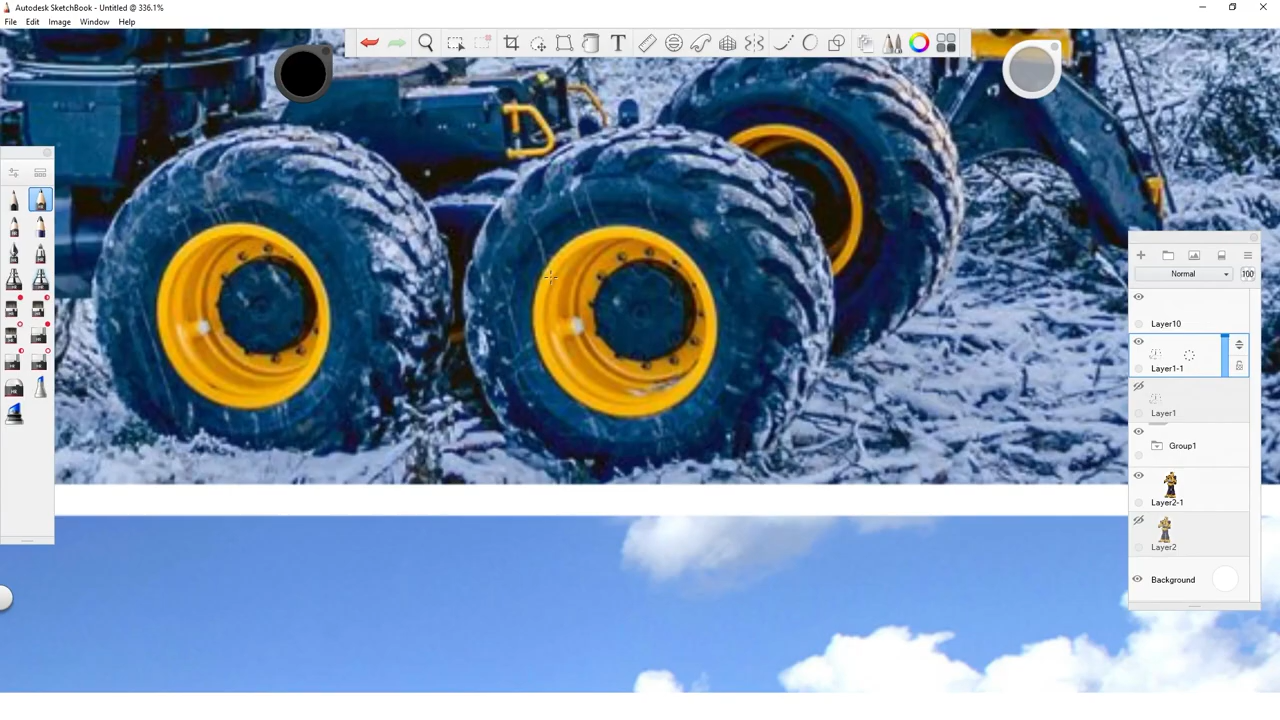 Autodesk SketchBook - Untitled @ 336.1%
File Edit Image Window Help
Normal
100
Layer10
Layer1-1
Layer1
Group1
Layer2-1
Layer2
Background